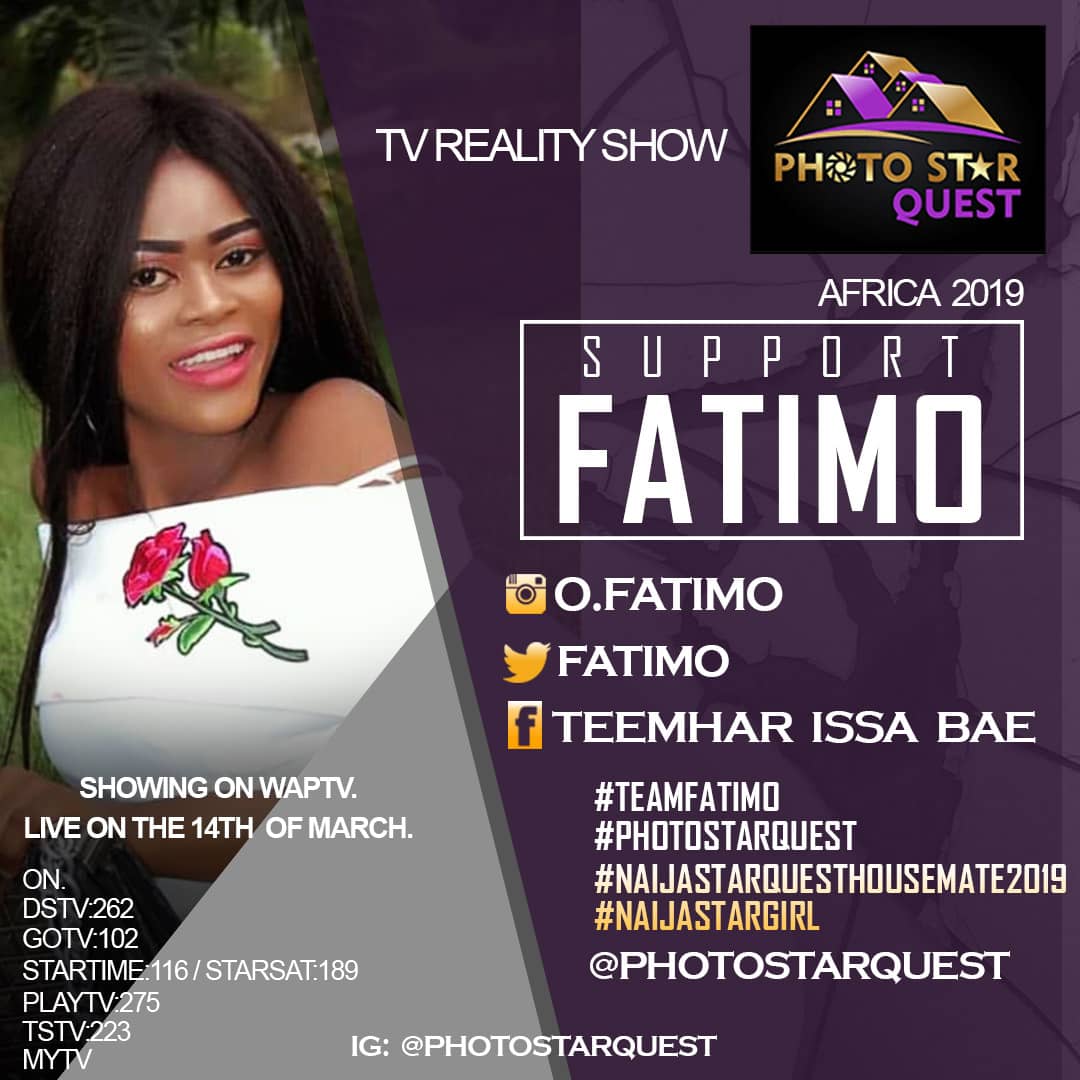 TV REALITY SHOW
PHOTO STAR
QUEST
AFRICA 2019
SUPPORT
FATIMO
O.FATIMO
FATIMO
TEEMHAR ISSA BAE
#TEAMFATIMO
#PHOTOSTARQUEST
#NAIJASTARQUESTHOUSEMATE2019
#NAIJASTARGIRL
@PHOTOSTARQUEST
SHOWING ON WAPTV.
LIVE ON THE 14TH OF MARCH.
ON.
DSTV:262
GOTV:102
STARTIME:116 / STARSAT:189
PLAYTV:275
TSTV:223
MYTV
IG: @PHOTOSTARQUEST